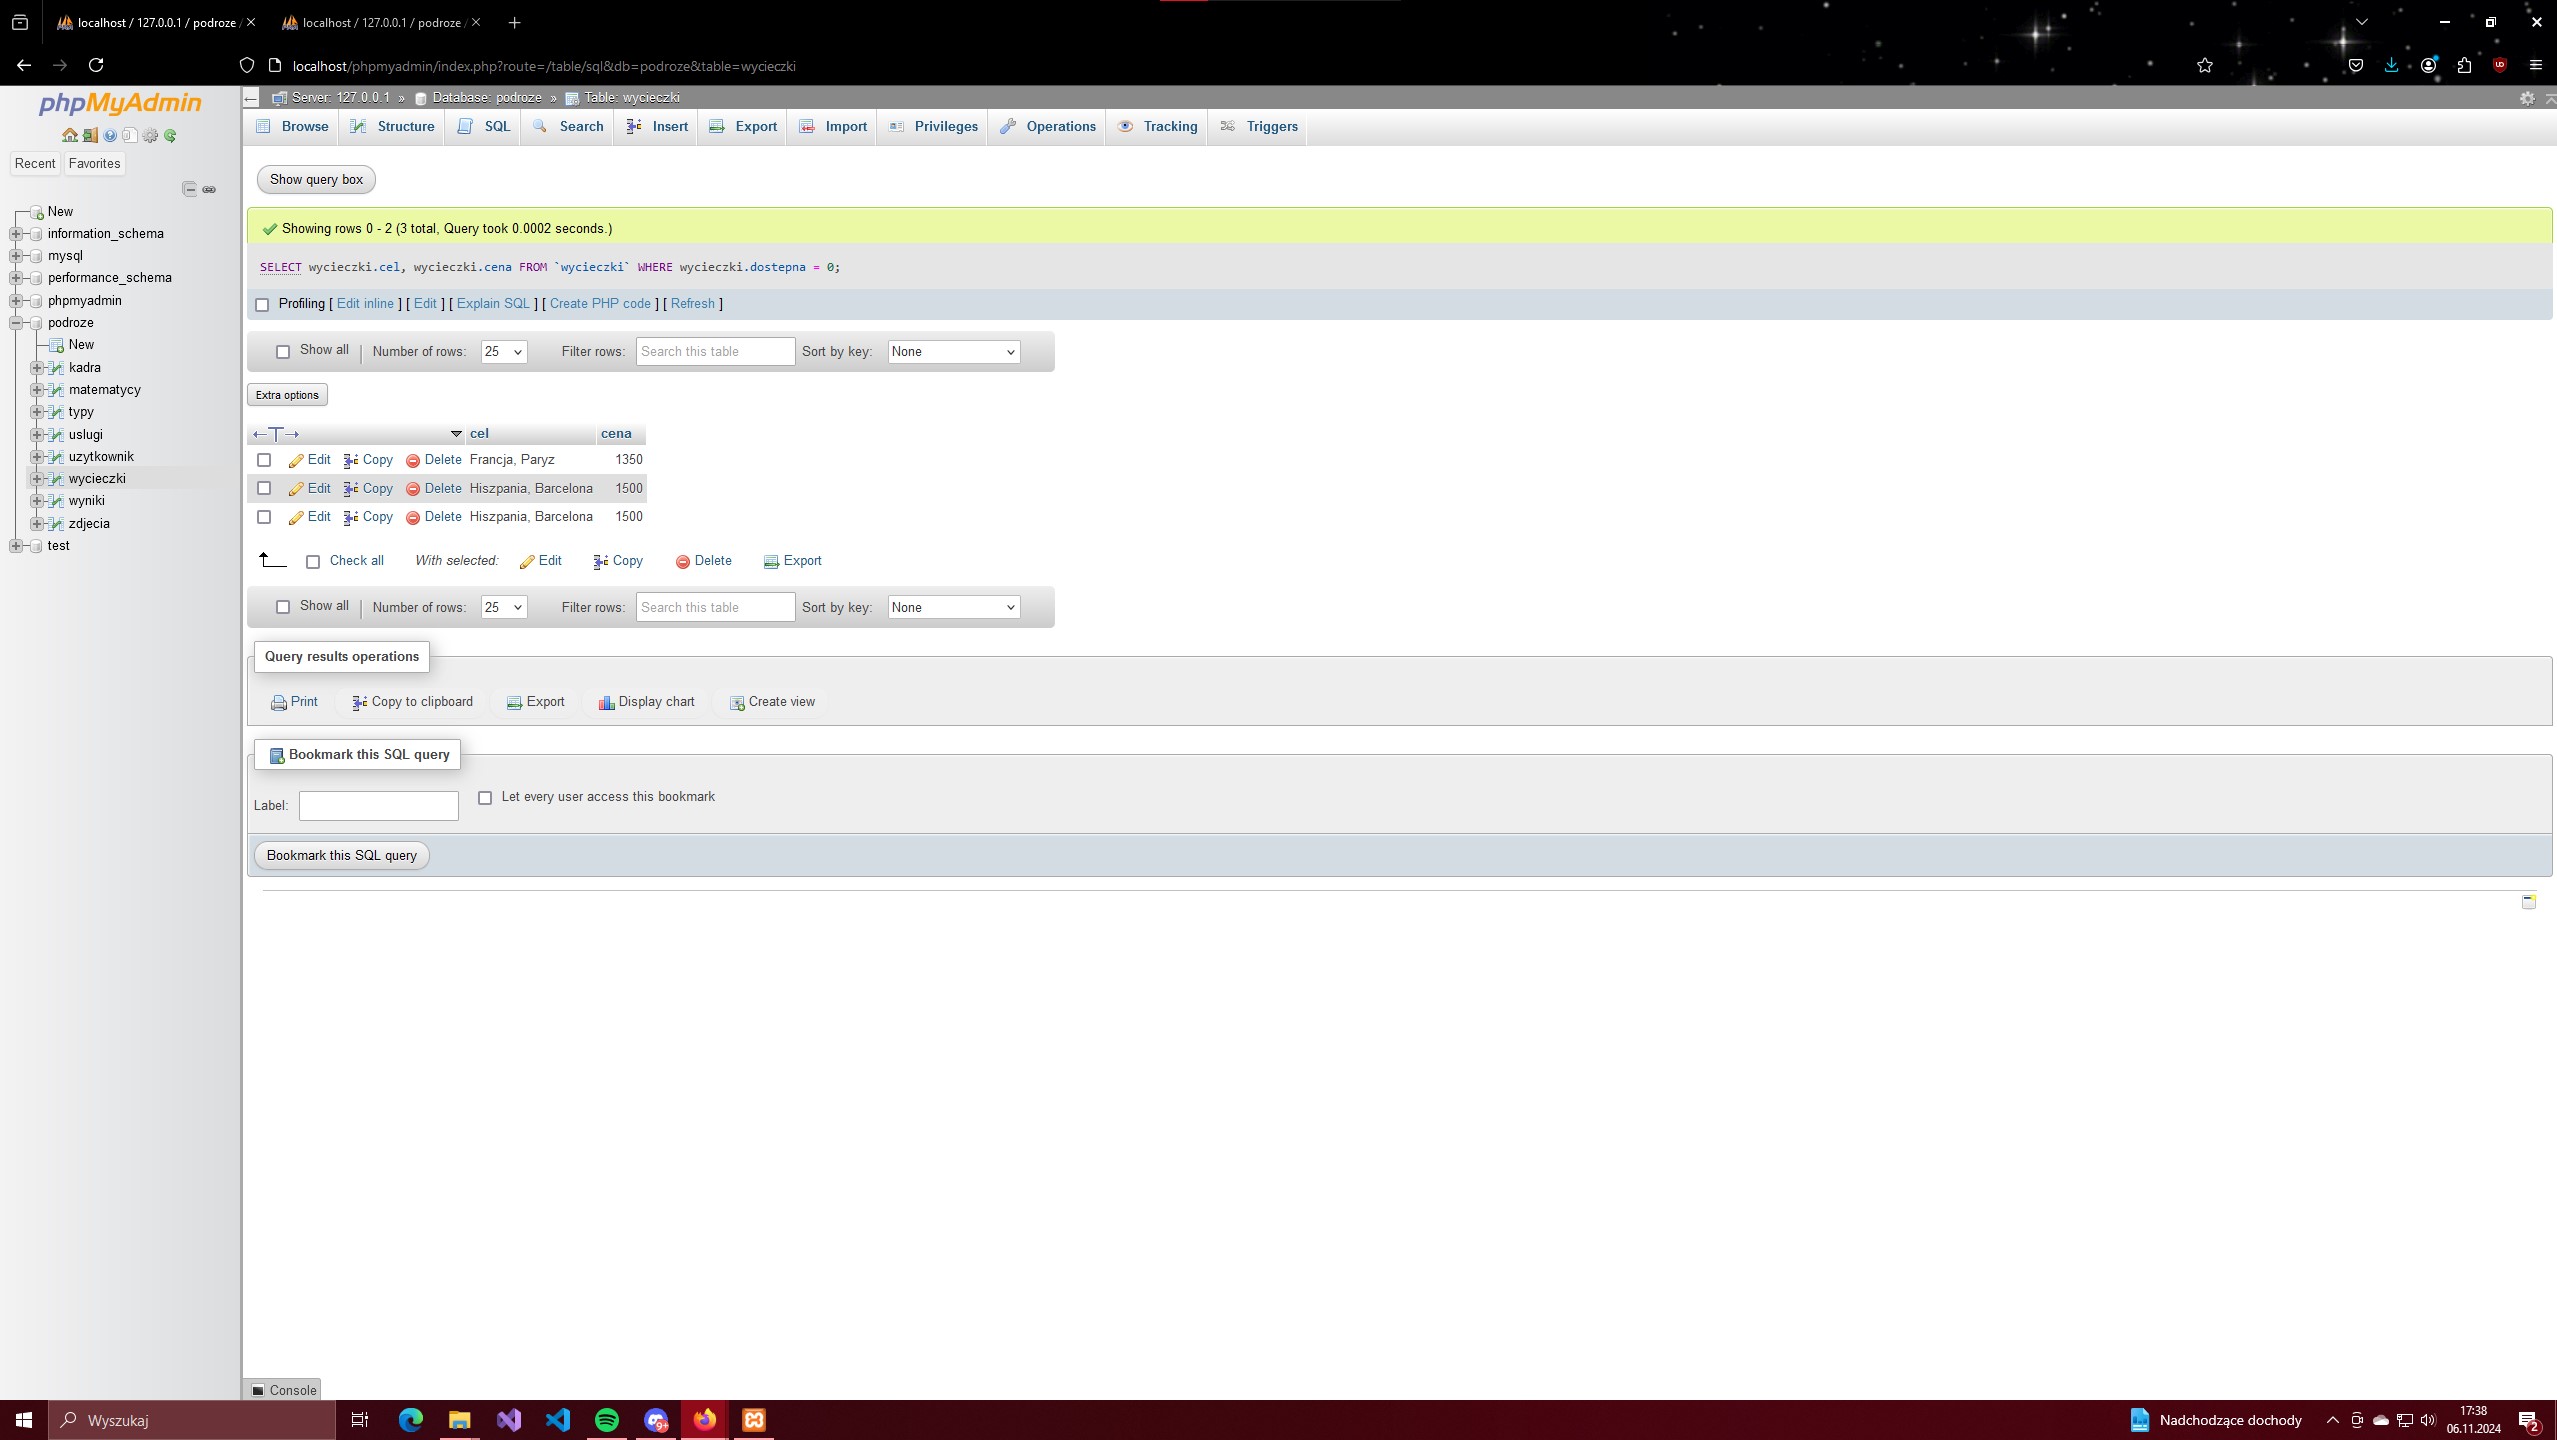 localhost / 127.0.0.1 / podroze
localhost / 127.0.0.1 / podroze /
localhost/phpmyadmin/index.php?route=/table/sql&db=podroze&table=wycieczki
phpMyAdmin
Recent Favorites
New
information_schema
mysql
performance_schema
phpmyadmin
podroze
New
kadra
matematycy
typy
uslugi
uzytkownik
wycieczki
wyniki
zdjecia
test
Server: 127.0.0.1 » Database: podroze » Table: wycieczki
Browse Structure SQL Search Insert Export Import Privileges Operations Tracking Triggers
Show query box
Showing rows 0 - 2 (3 total, Query took 0.0002 seconds.)
SELECT wycieczki.cel, wycieczki.cena FROM `wycieczki` WHERE wycieczki.dostepna = 0;
Profiling [ Edit inline ] [ Edit ] [ Explain SQL ] [ Create PHP code ] [ Refresh ]
Show all Number of rows: 25 Filter rows: Search this table Sort by key: None
Extra options
←T→ cel cena
Edit Copy Delete Francja, Paryz 1350
Edit Copy Delete Hiszpania, Barcelona 1500
Edit Copy Delete Hiszpania, Barcelona 1500
Check all With selected: Edit Copy Delete Export
Show all Number of rows: 25 Filter rows: Search this table Sort by key: None
Query results operations
Print Copy to clipboard Export Display chart Create view
Bookmark this SQL query
Label: Let every user access this bookmark
Bookmark this SQL query
Console
Wyszukaj
9+
Nadchodzące dochody
17:38
06.11.2024
2